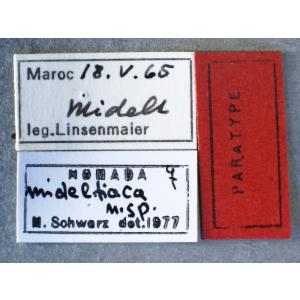 Maroc 18.V.65
Midelt
leg.Linsenmaier
NOMADA ♀
mideltiaca
n.sp.
M. Schwarz det.1977
PARATYPE